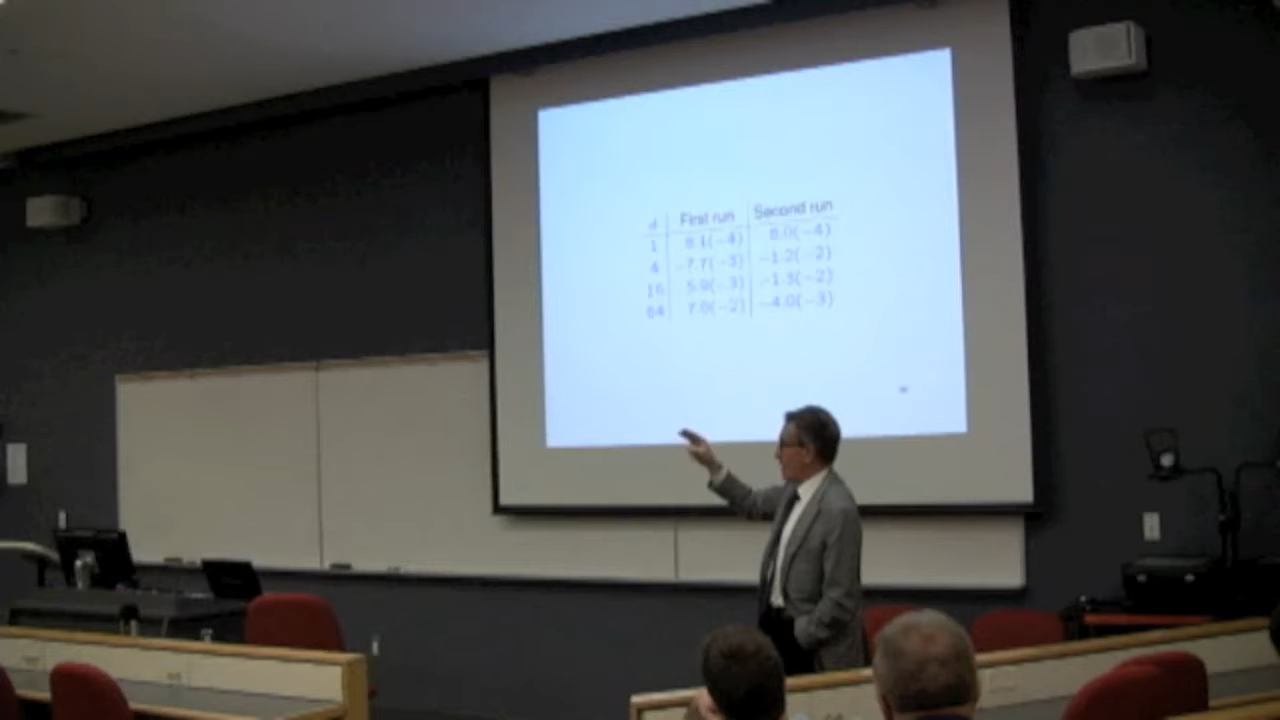 d First run Second run
1 8.1(−4) 8.0(−4)
4 −7.7(−3) −1.2(−2)
16 5.9(−3) −1.3(−2)
64 7.0(−2) −4.0(−3)